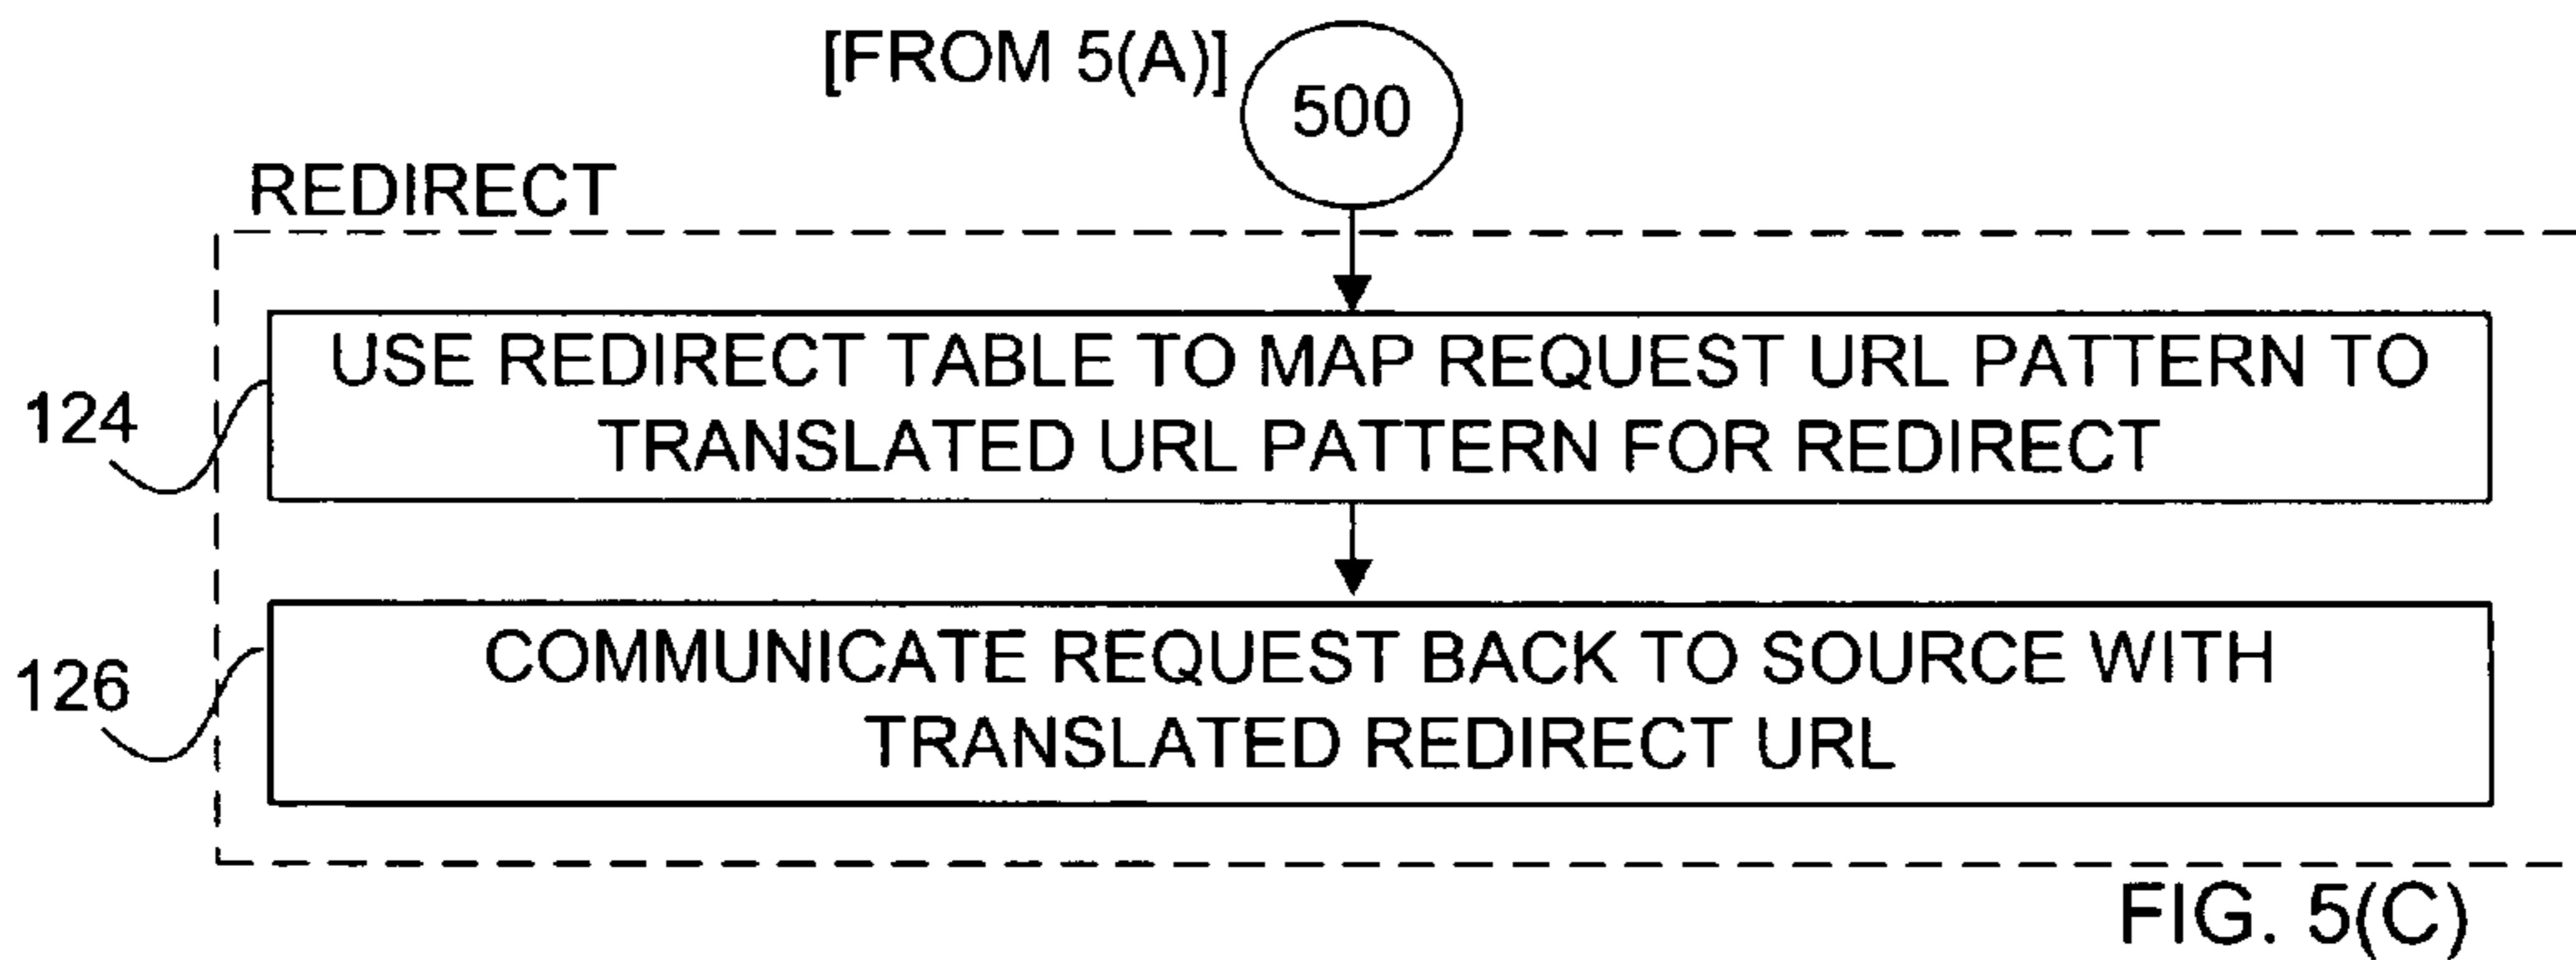 [FROM 5(A)]
500
REDIRECT
124
USE REDIRECT TABLE TO MAP REQUEST URL PATTERN TO
TRANSLATED URL PATTERN FOR REDIRECT
126
COMMUNICATE REQUEST BACK TO SOURCE WITH
TRANSLATED REDIRECT URL
FIG. 5(C)